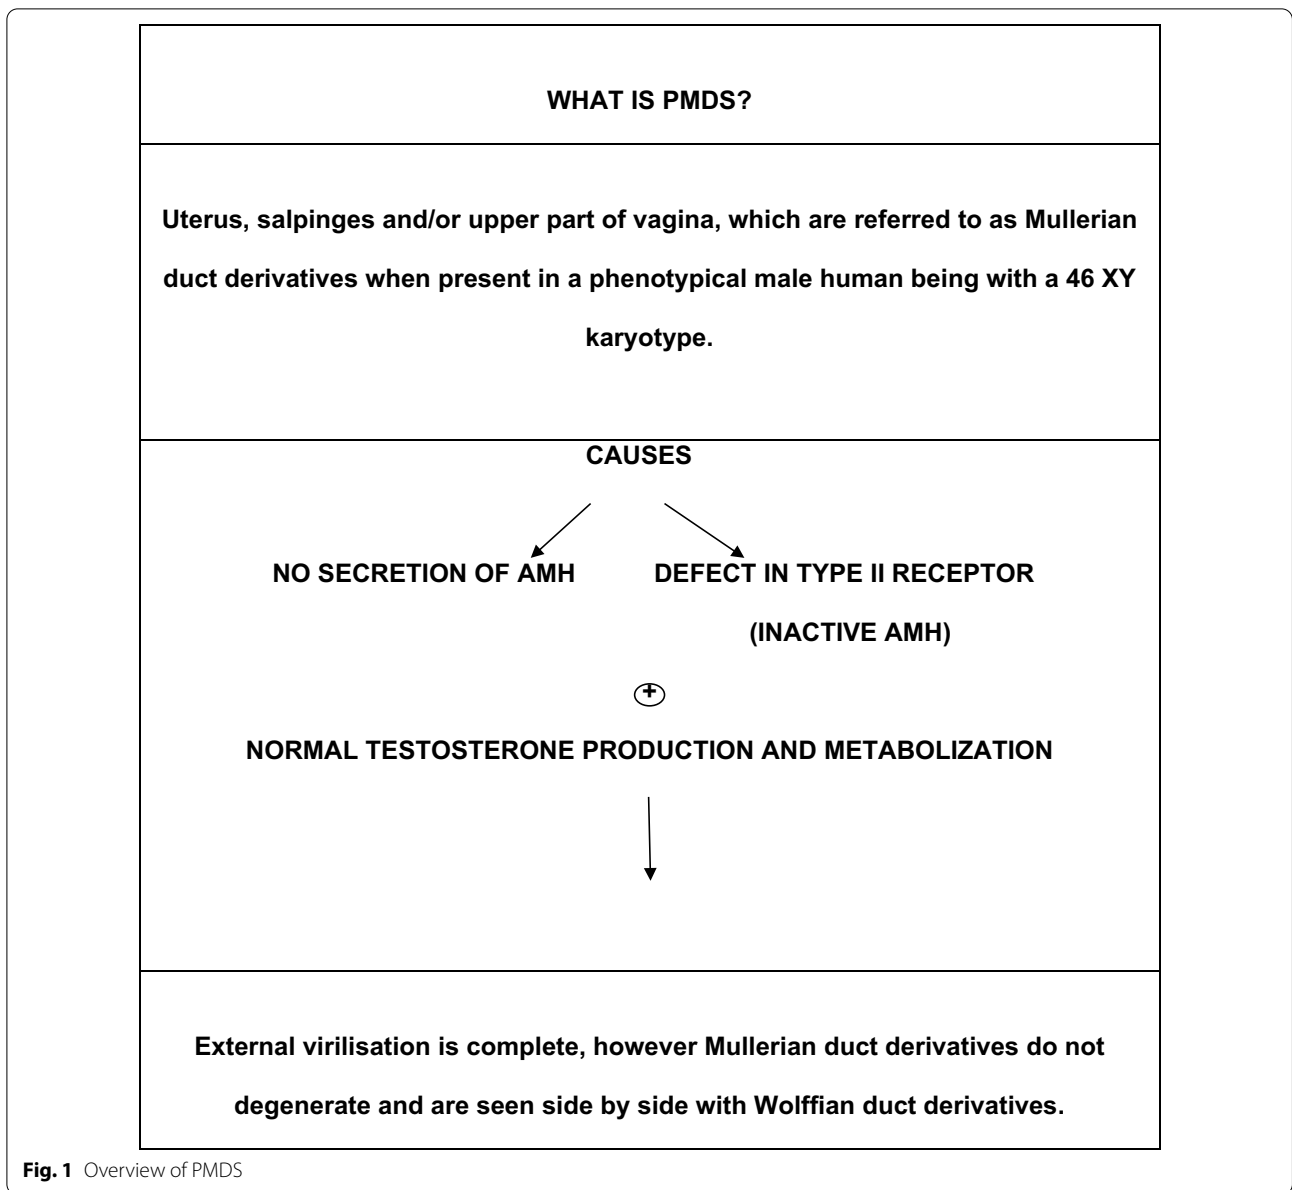 WHAT IS PMDS?
Uterus, salpinges and/or upper part of vagina, which are referred to as Mullerian
duct derivatives when present in a phenotypical male human being with a 46 XY
karyotype.
CAUSES
NO SECRETION OF AMH DEFECT IN TYPE II RECEPTOR
(INACTIVE AMH)
+
NORMAL TESTOSTERONE PRODUCTION AND METABOLIZATION
External virilisation is complete, however Mullerian duct derivatives do not
degenerate and are seen side by side with Wolffian duct derivatives.
Fig. 1 Overview of PMDS